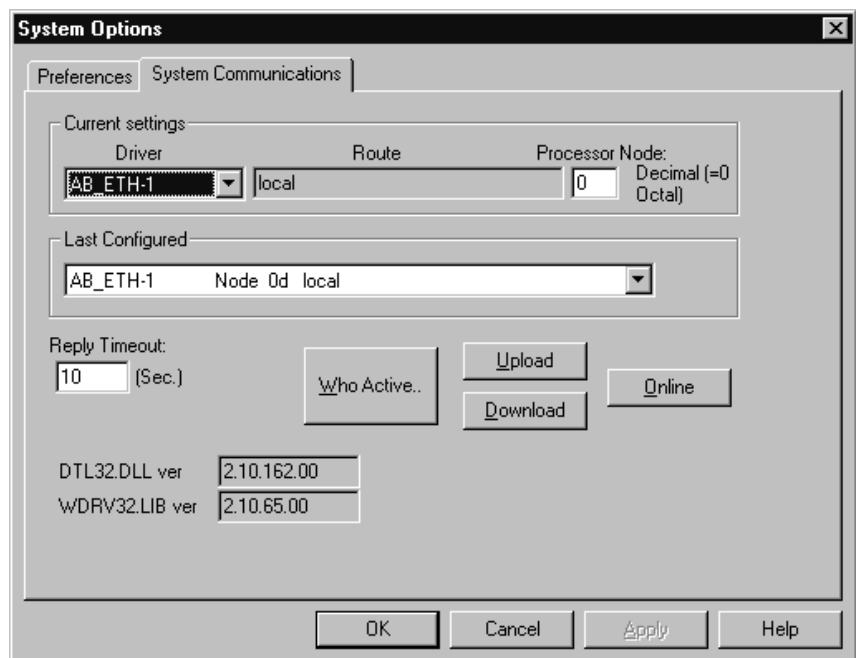 System Options
Preferences
System Communications
Current settings
Driver
Route
Processor Node:
AB_ETH-1
local
0
Decimal (=0
Octal)
Last Configured
AB_ETH-1 Node 0d local
Reply Timeout:
10 (Sec.)
Who Active..
Upload
Download
Online
DTL32.DLL ver 2.10.162.00
WDRV32.LIB ver 2.10.65.00
OK
Cancel
Apply
Help